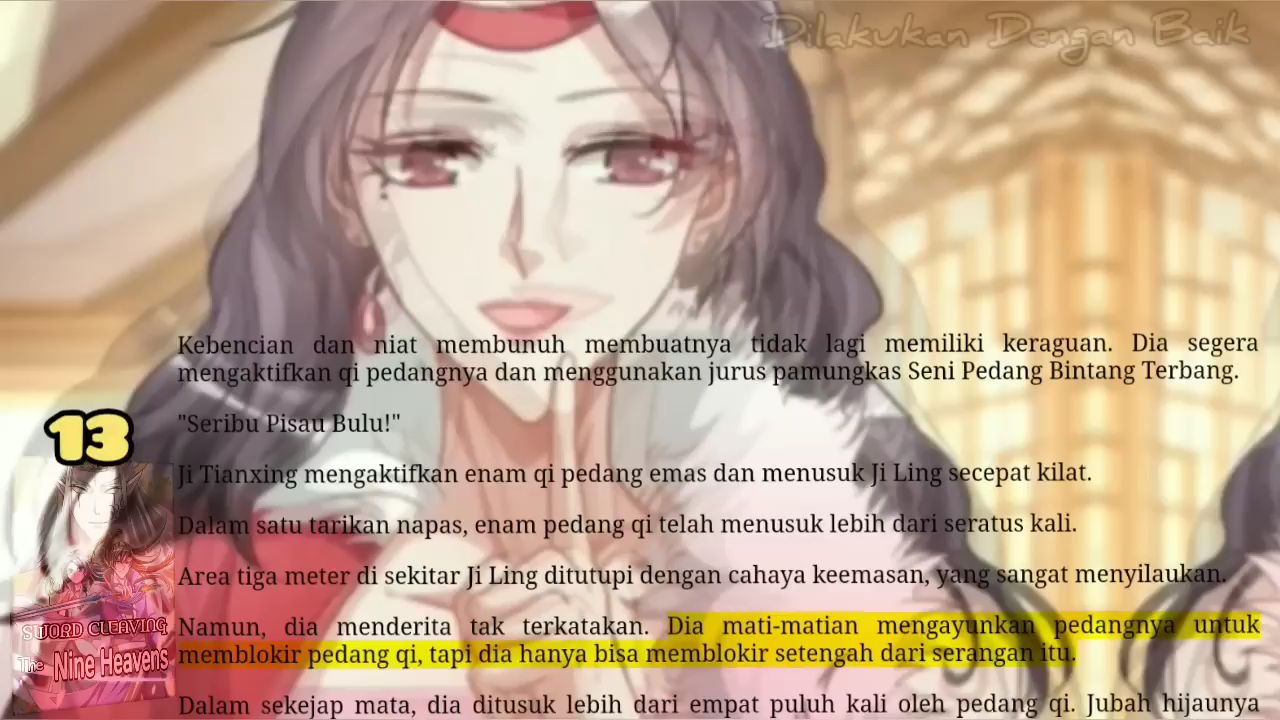 Dilakukan Dengan Baik
Kebencian dan niat membunuh membuatnya tidak lagi memiliki keraguan. Dia segera
mengaktifkan qi pedangnya dan menggunakan jurus pamungkas Seni Pedang Bintang Terbang.
"Seribu Pisau Bulu!"
Ji Tianxing mengaktifkan enam qi pedang emas dan menusuk Ji Ling secepat kilat.
Dalam satu tarikan napas, enam pedang qi telah menusuk lebih dari seratus kali.
Area tiga meter di sekitar Ji Ling ditutupi dengan cahaya keemasan, yang sangat menyilaukan.
Namun, dia menderita tak terkatakan. Dia mati-matian mengayunkan pedangnya untuk
memblokir pedang qi, tapi dia hanya bisa memblokir setengah dari serangan itu.
Dalam sekejap mata, dia ditusuk lebih dari empat puluh kali oleh pedang qi. Jubah hijaunya
13
SWORD CLEAVING
The Nine Heavens